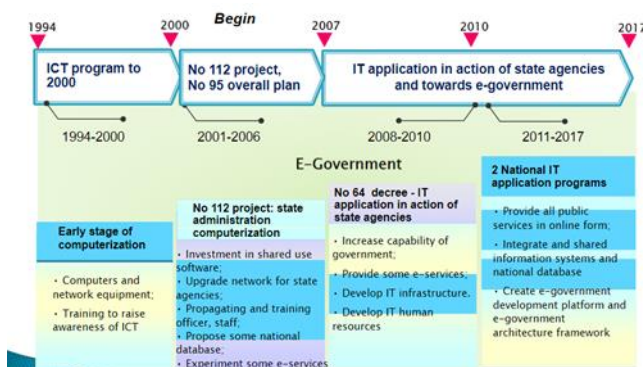 Begin
1994 2000 2007 2010 2017
ICT program to
2000
No 112 project,
No 95 overall plan
IT application in action of state agencies
and towards e-government
1994-2000 2001-2006 2008-2010 2011-2017
E-Government
Early stage of
computerization
• Computers and
network equipment;
• Training to raise
awareness of ICT
No 112 project: state
administration
computerization
• Investment in shared use
software;
• Upgrade network for state
agencies;
• Propagating and training
officer, staff;
• Propose some national
database;
• Experiment some e-services
No 64 decree - IT
application in action of
state agencies
• Increase capability of
government;
• Provide some e-services;
• Develop IT infrastructure.
• Develop IT human
resources
2 National IT
application programs
• Provide all public
services in online form;
• Integrate and shared
information systems and
national database
• Create e-government
development platform and
e-government
architecture framework